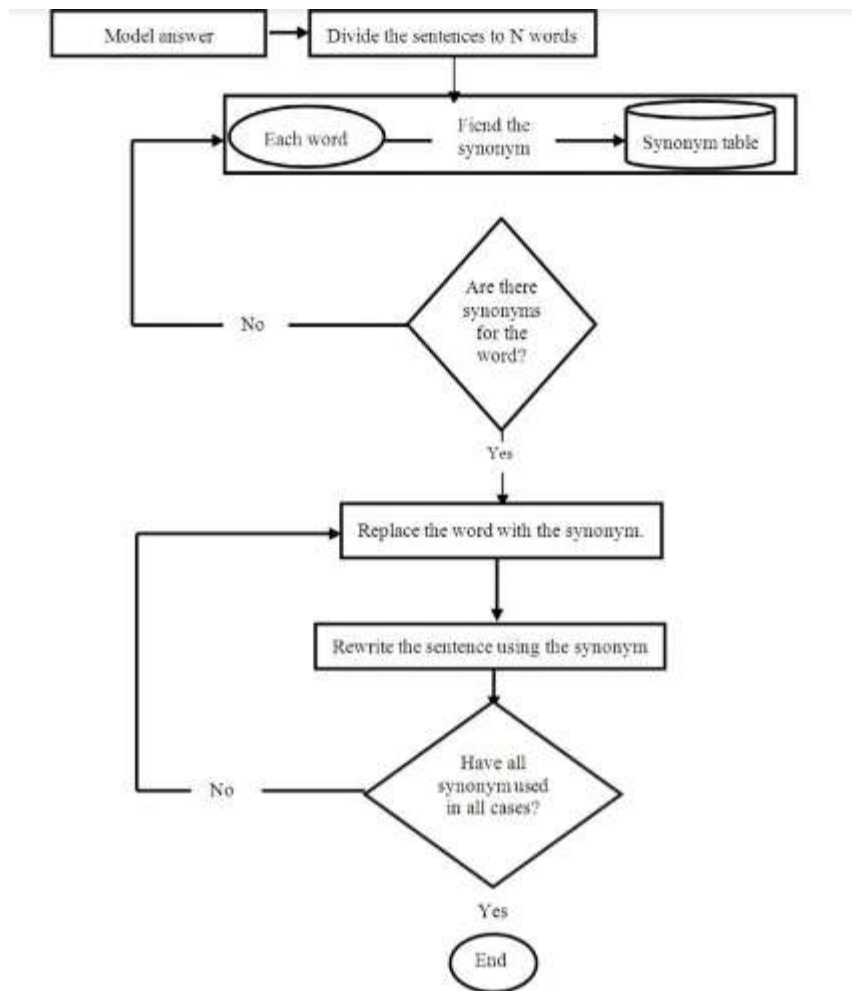 Model answer
Divide the sentences to N words
Each word
Fiend the
synonym
Synonym table
Are there
synonyms
for the
word?
No
Yes
Replace the word with the synonym.
Rewrite the sentence using the synonym
Have all
synonym used
in all cases?
No
Yes
End